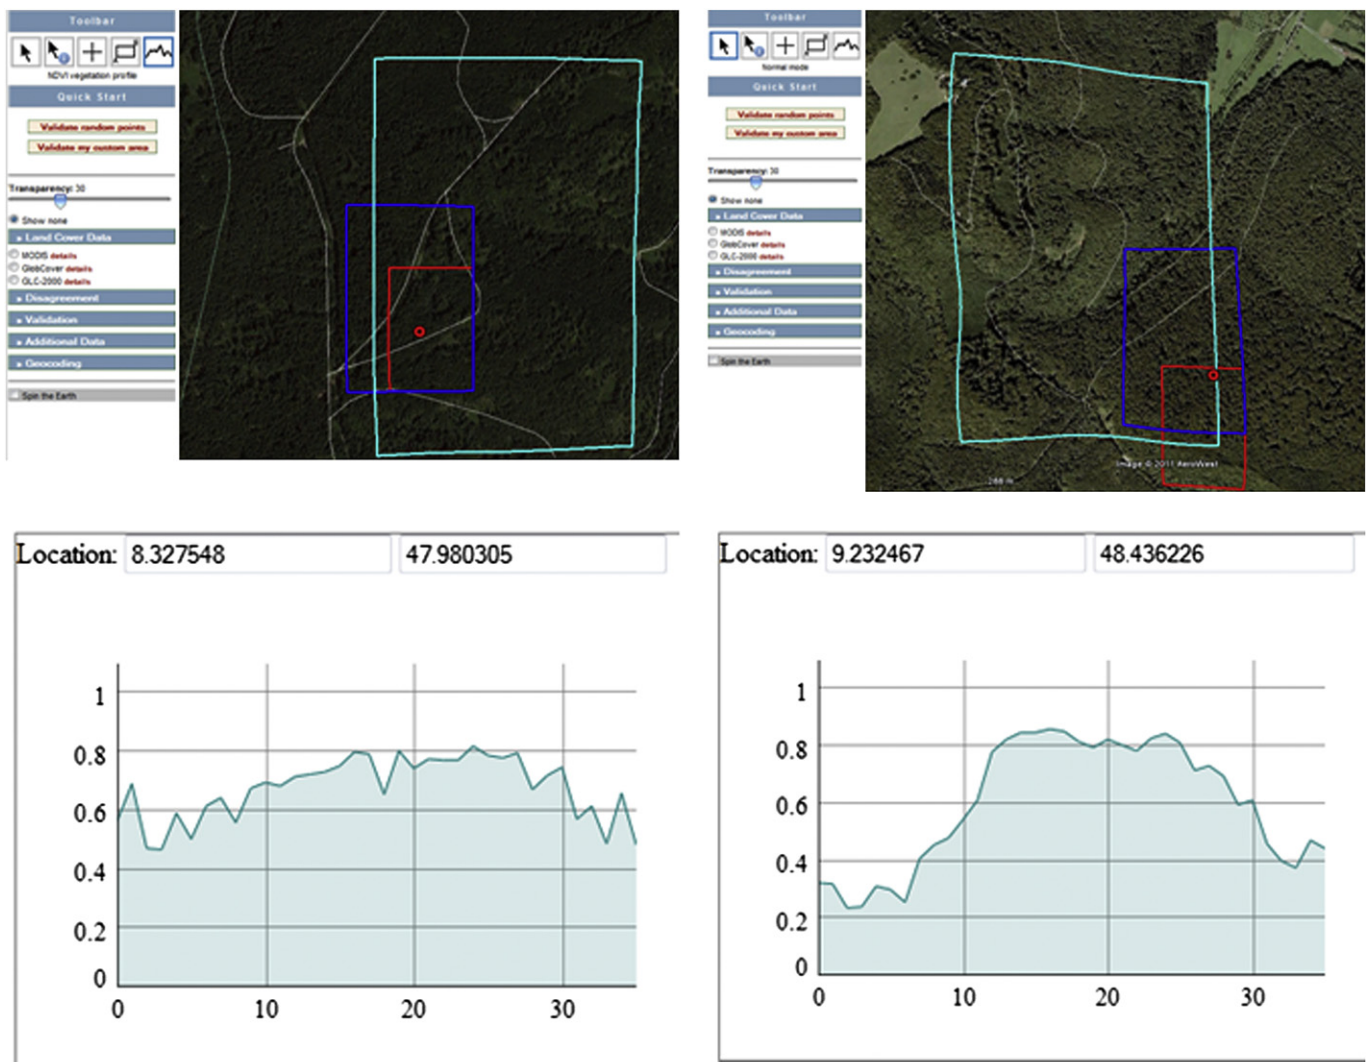 Toolbar
NDVI vegetation profile
Quick Start
Validate random points
Validate my custom area
Transparency: 30
Show none
Land Cover Data
MODIS details
GlobCover details
GLC-2000 details
Disagreement
Validation
Additional Data
Geocoding
Spin the Earth
Toolbar
Normal mode
Quick Start
Validate random points
Validate my custom area
Transparency: 30
Show none
Land Cover Data
MODIS details
GlobCover details
GLC-2000 details
Disagreement
Validation
Additional Data
Geocoding
Spin the Earth
Image © 2011 AeroWest
Location: 8.327548 47.980305
1
0.8
0.6
0.4
0.2
0
0 10 20 30
Location: 9.232467 48.436226
1
0.8
0.6
0.4
0.2
0
0 10 20 30